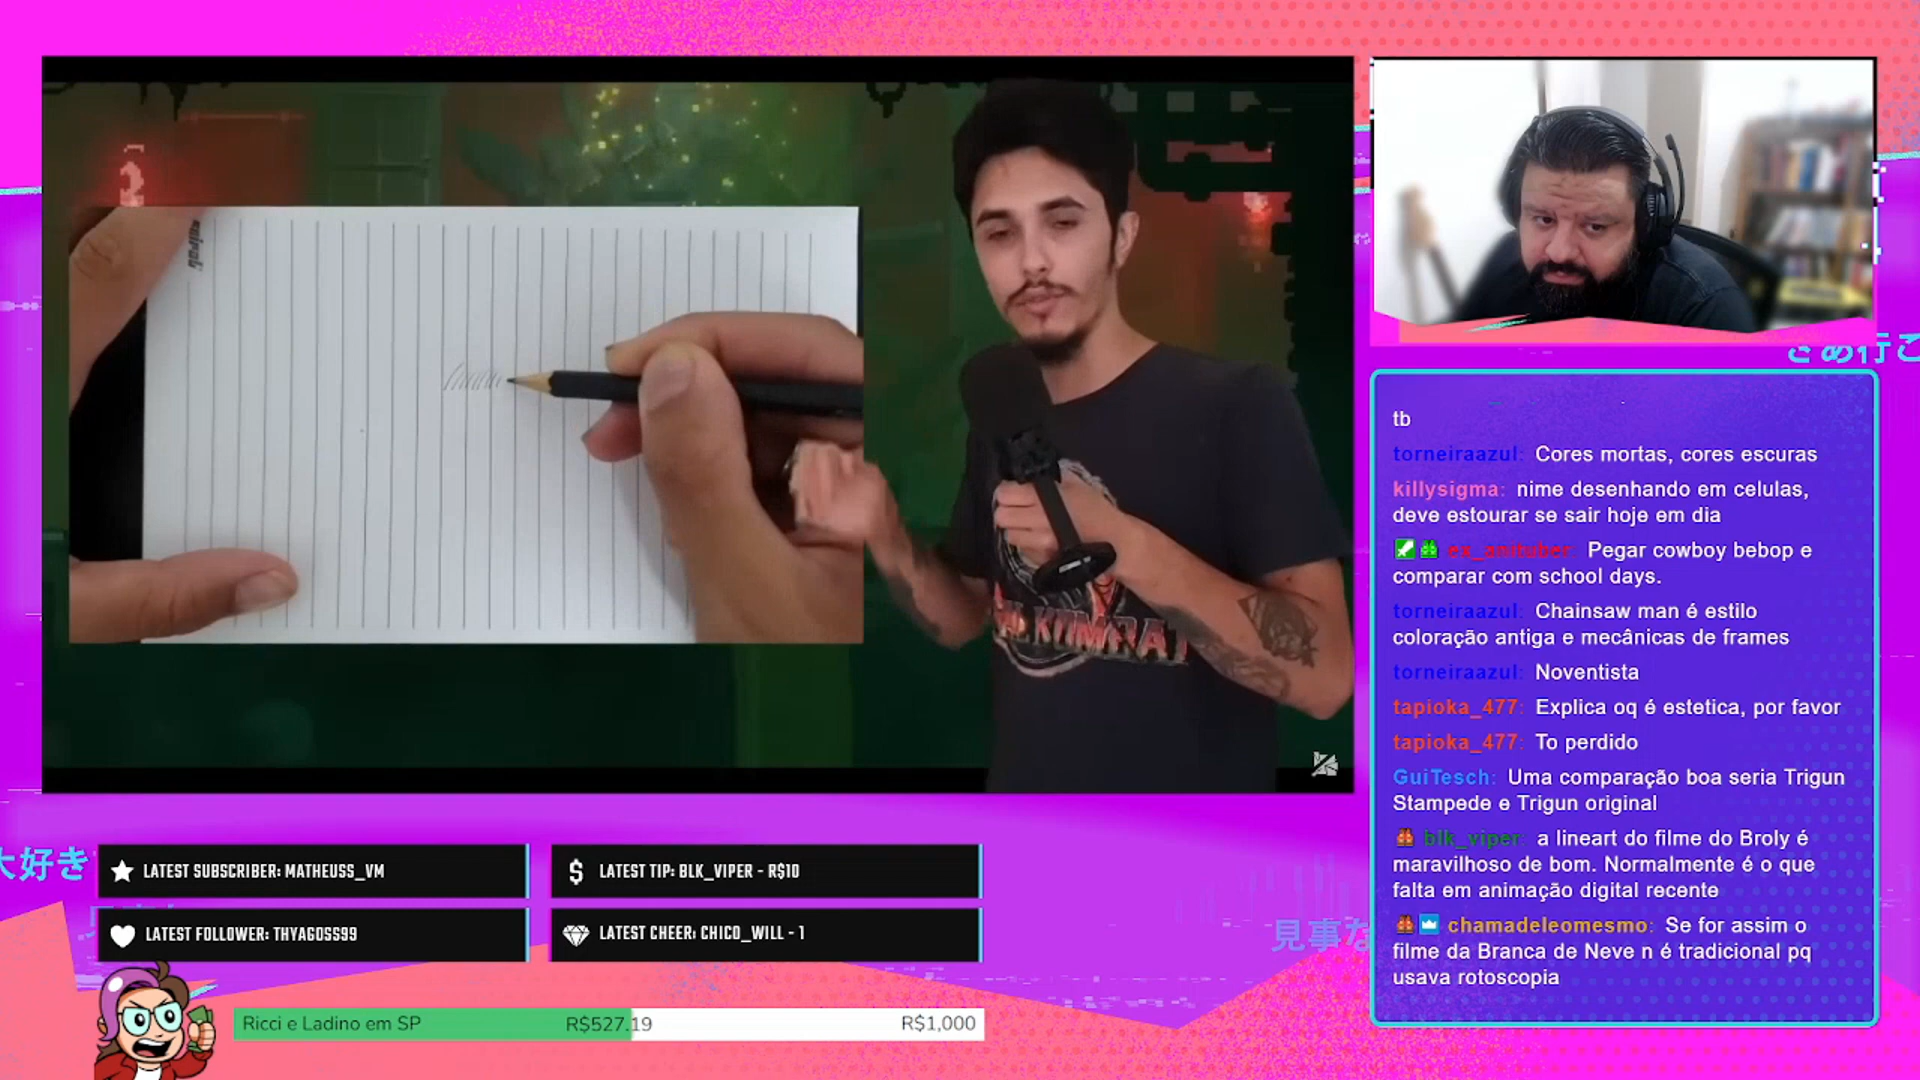 tb
torneiraazul: Cores mortas, cores escuras
killysigma: nime desenhando em celulas,
deve estourar se sair hoje em dia
ex_anituber: Pegar cowboy bebop e
comparar com school days.
torneiraazul: Chainsaw man é estilo
coloração antiga e mecânicas de frames
torneiraazul: Noventista
tapioka_477: Explica oq é estetica, por favor
tapioka_477: To perdido
GuiTesch: Uma comparação boa seria Trigun
Stampede e Trigun original
blk_viper: a lineart do filme do Broly é
maravilhoso de bom. Normalmente é o que
falta em animação digital recente
chamadeleomesmo: Se for assim o
filme da Branca de Neve n é tradicional pq
usava rotoscopia
KOMBAT
大好き
見事な
LATEST SUBSCRIBER: MATHEUSS_VM
LATEST TIP: BLK_VIPER - R$10
LATEST FOLLOWER: THYAGOSS99
LATEST CHEER: CHICO_WILL - 1
Ricci e Ladino em SP R$527.19 R$1,000